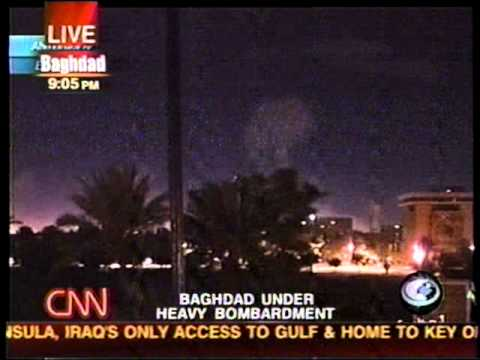 LIVE
Baghdad
9:05 PM
CNN
BAGHDAD UNDER
HEAVY BOMBARDMENT
NSULA, IRAQ'S ONLY ACCESS TO GULF & HOME TO KEY O